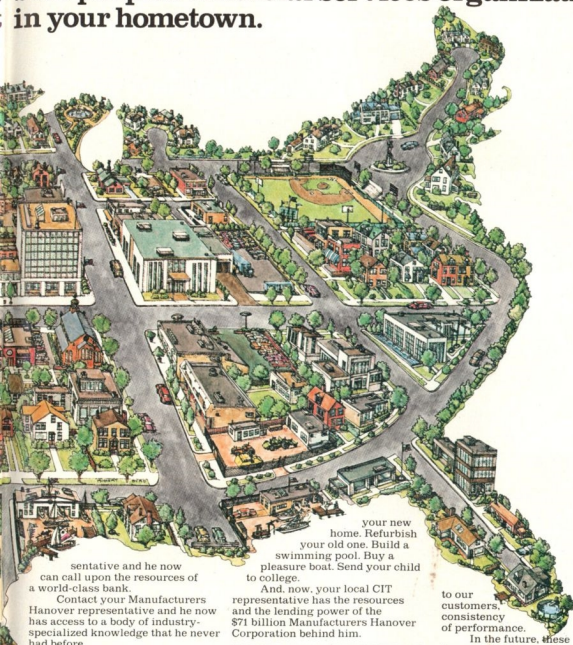 services organiza
in your hometown.
sentative and he now
can call upon the resources of
a world-class bank.
Contact your Manufacturers
Hanover representative and he now
has access to a body of industry-
specialized knowledge that he never
had before.
your new
home. Refurbish
your old one. Build a
swimming pool. Buy a
pleasure boat. Send your child
to college.
And, now, your local CIT
representative has the resources
and the lending power of the
$71 billion Manufacturers Hanover
Corporation behind him.
to our
customers,
consistency
of performance.
In the future, these